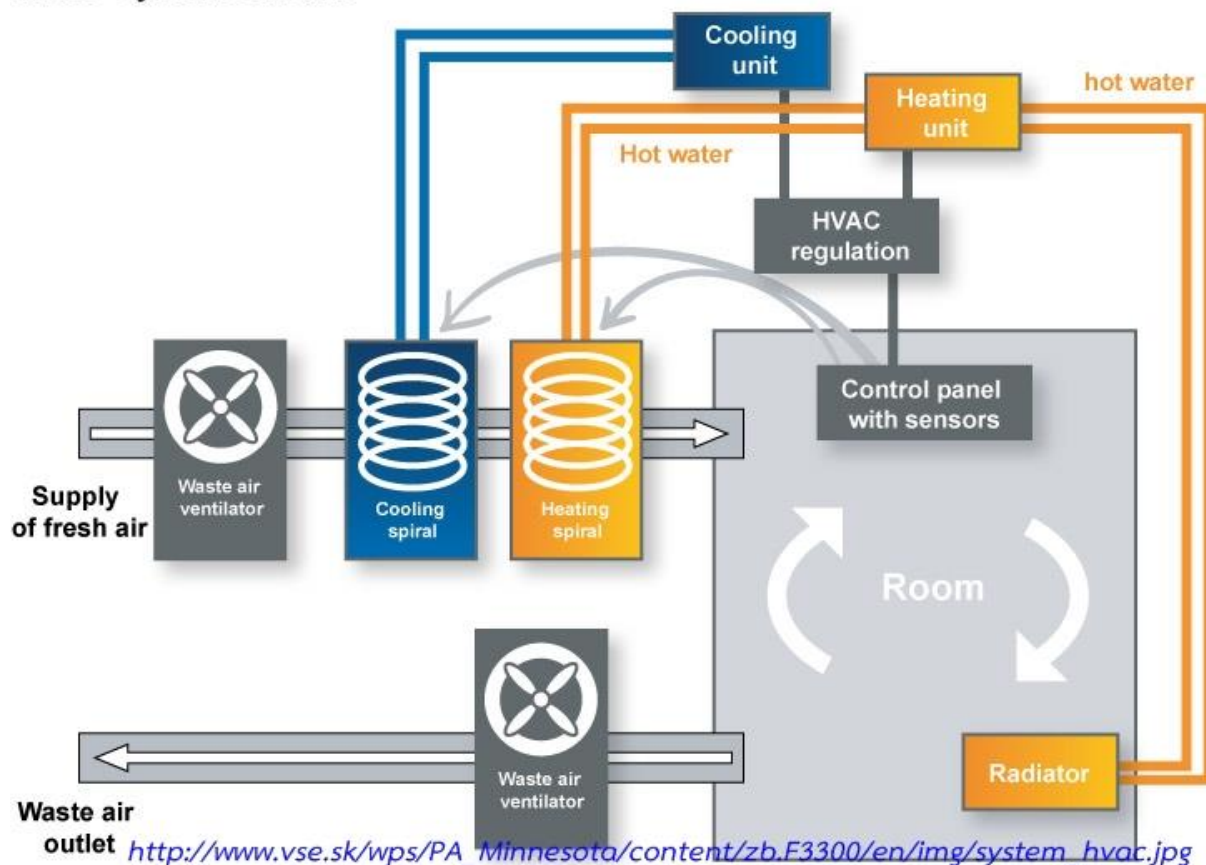 Cooling
unit
hot water
Heating
unit
Hot water
HVAC
regulation
Control panel
with sensors
Waste air
ventilator
Cooling
spiral
Heating
spiral
Supply
of fresh air
Room
Waste air
ventilator
Radiator
Waste air
outlet
http://www.vse.sk/wps/PA_Minnesota/content/zb.F3300/en/img/system_hvac.jpg